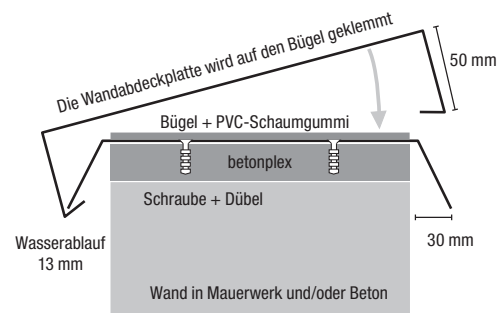 Die Wandabdeckplatte wird auf den Bügel geklemmt
50 mm
Bügel + PVC-Schaumgummi
betonplex
Schraube + Dübel
Wasserablauf
13 mm
30 mm
Wand in Mauerwerk und/oder Beton